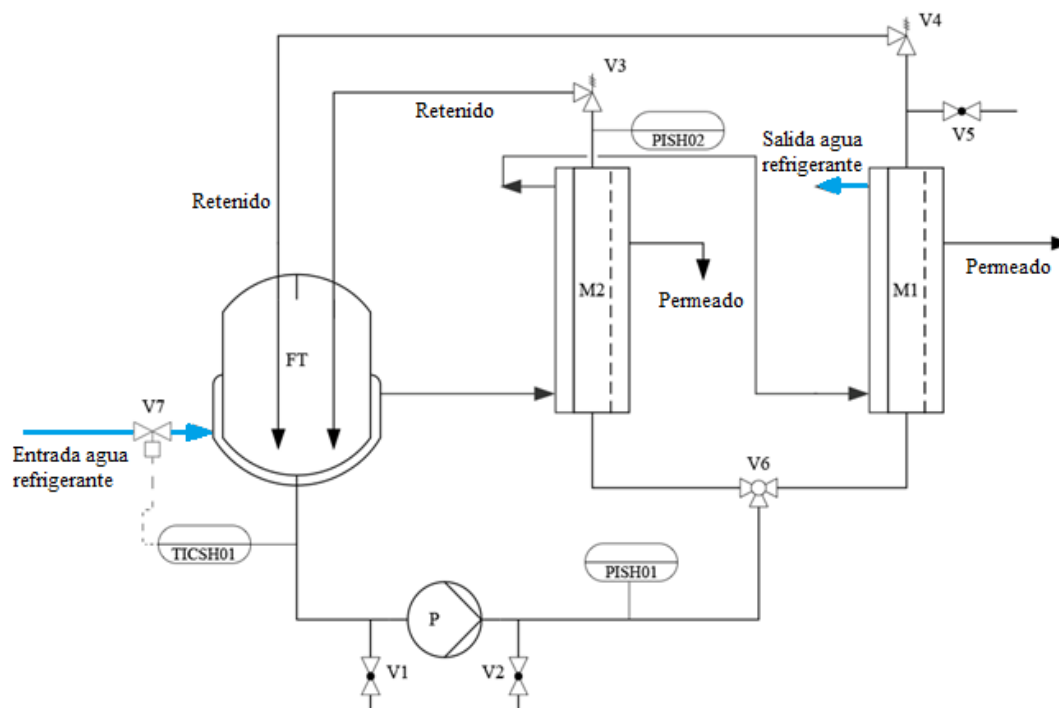 V4
V3
Retenido
PISH02
V5
Salida agua
refrigerante
Retenido
Permeado
M2
M1
Permeado
FT
V7
Entrada agua
refrigerante
V6
TICSH01
PISH01
P
V1
V2